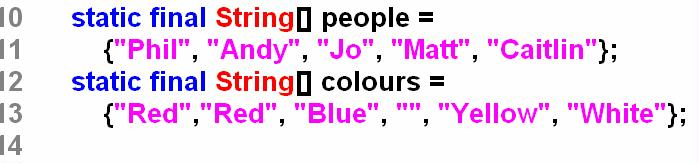 10 static final String[] people =
11 {"Phil", "Andy", "Jo", "Matt", "Caitlin"};
12 static final String[] colours =
13 {"Red","Red", "Blue", "", "Yellow", "White"};
14